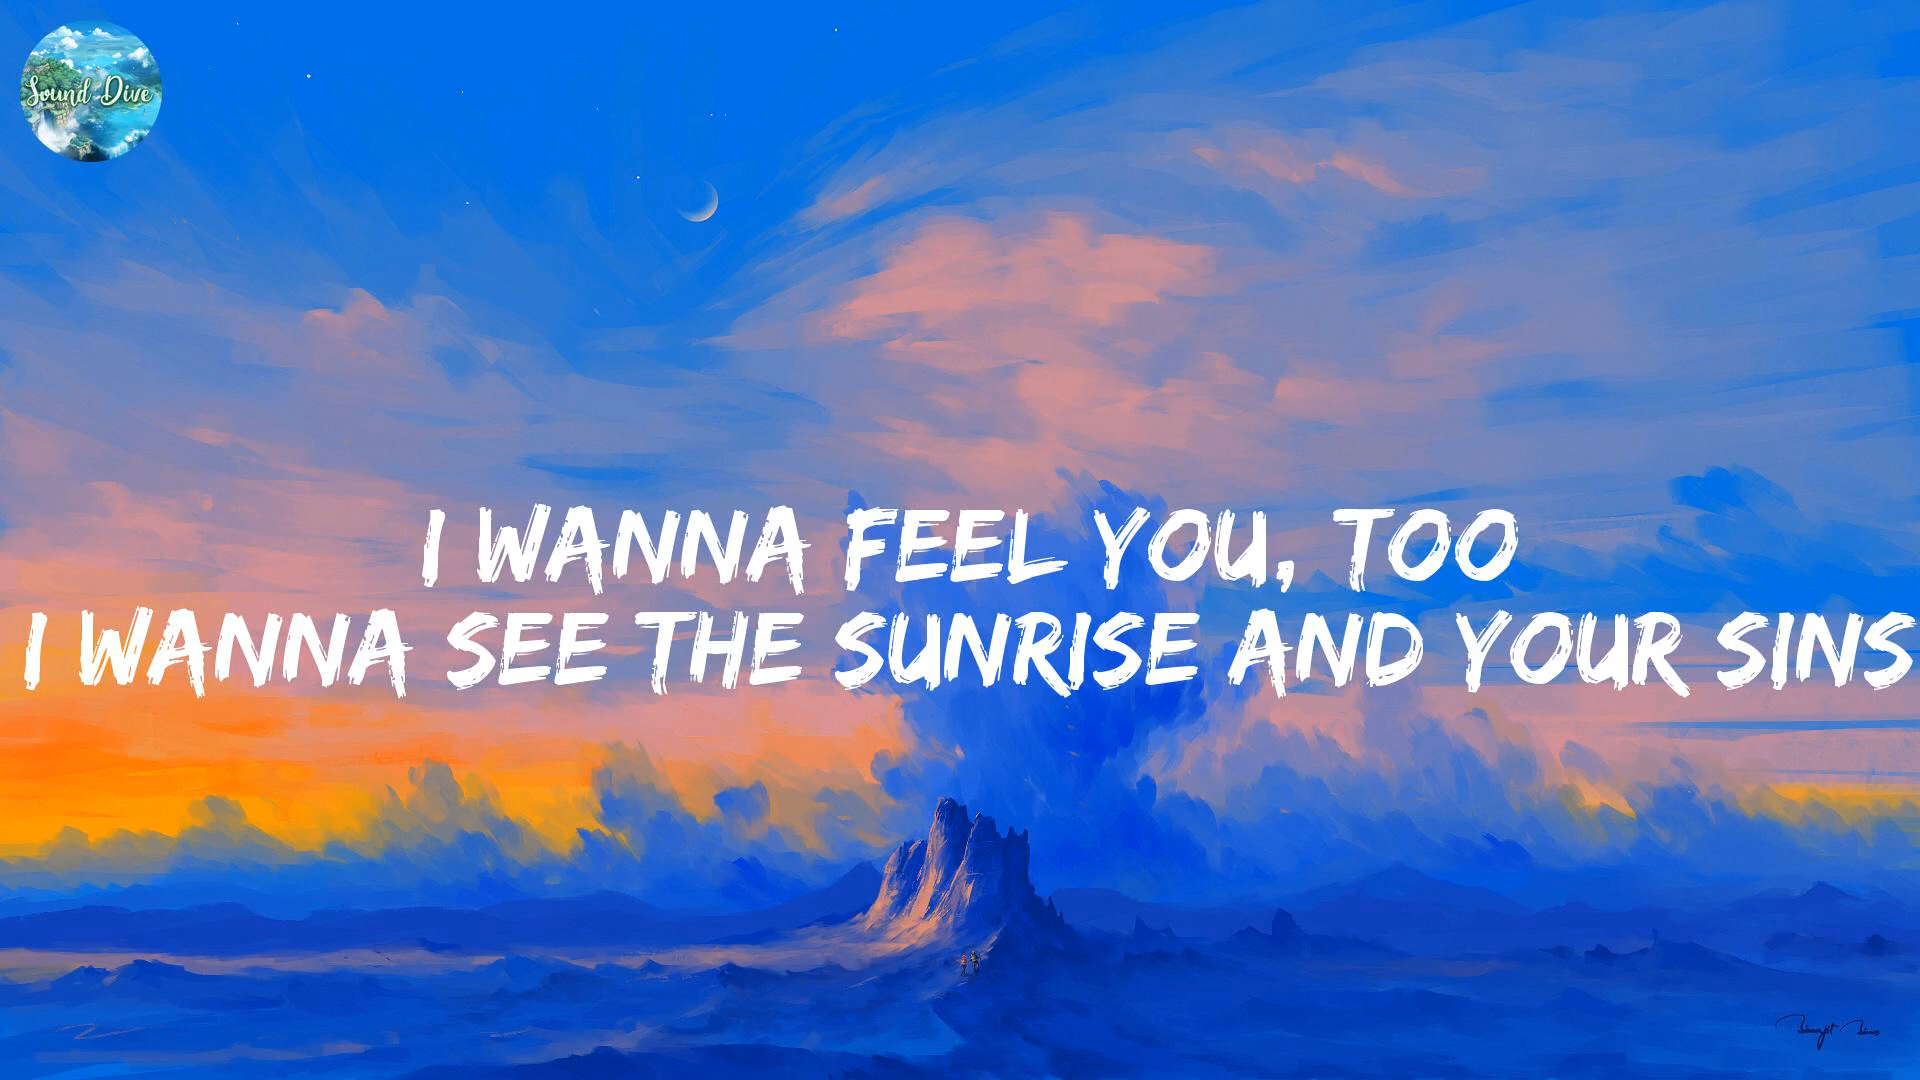 Sound Dive
I WANNA FEEL YOU, TOO
I WANNA SEE THE SUNRISE AND YOUR SINS